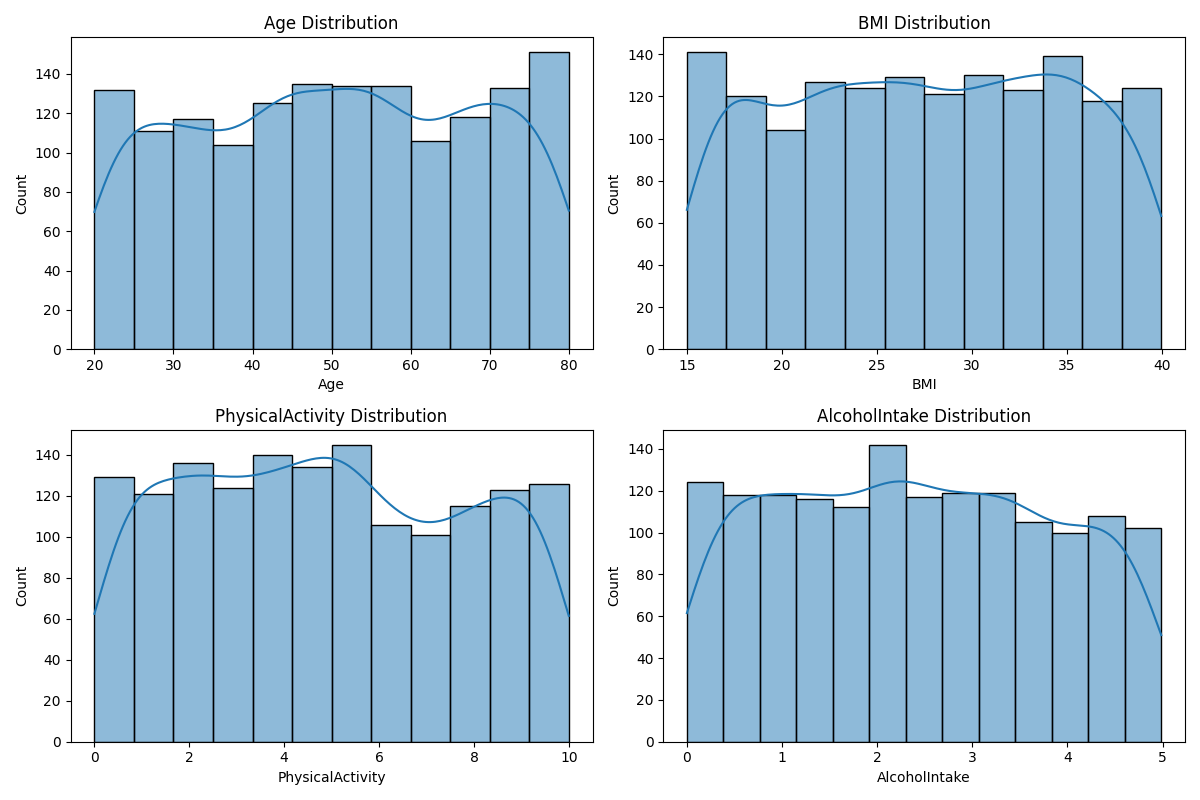 Age Distribution
Count
140
120
100
80
60
40
20
0
20 30 40 50 60 70 80
Age
BMI Distribution
Count
140
120
100
80
60
40
20
0
15 20 25 30 35 40
BMI
PhysicalActivity Distribution
Count
140
120
100
80
60
40
20
0
0 2 4 6 8 10
PhysicalActivity
AlcoholIntake Distribution
Count
140
120
100
80
60
40
20
0
0 1 2 3 4 5
AlcoholIntake